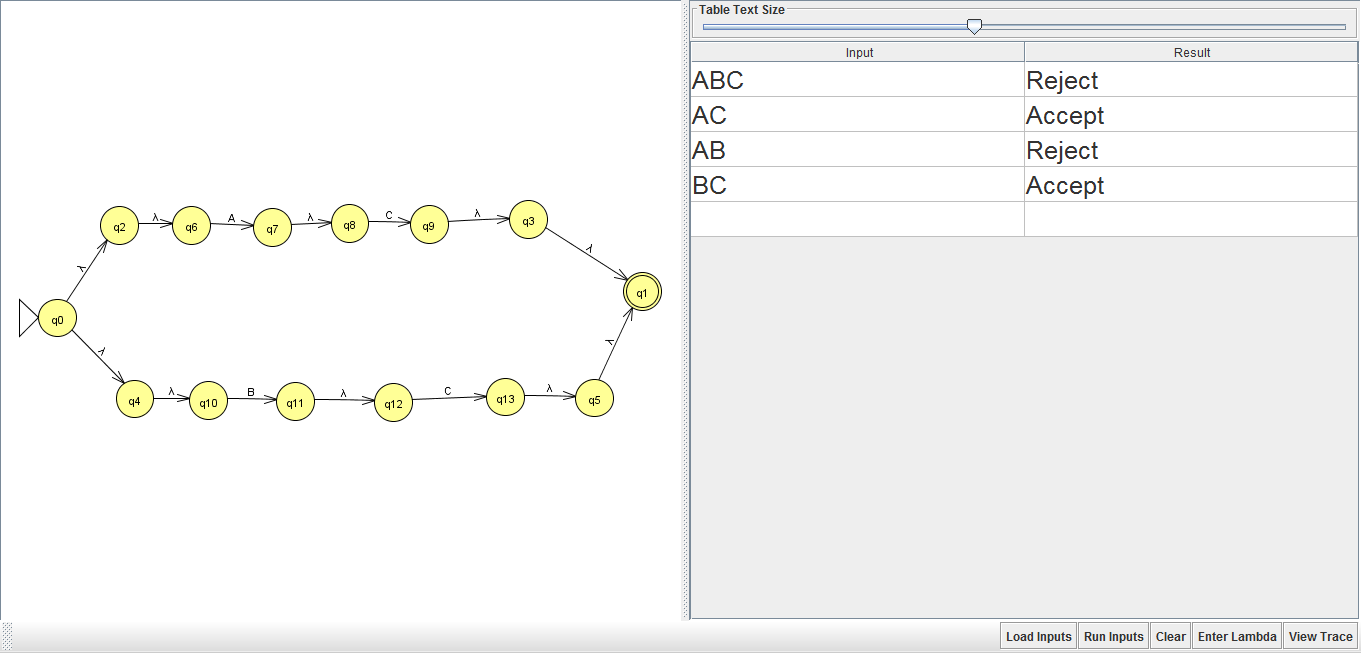 Table Text Size
Input Result
ABC Reject
AC Accept
AB Reject
BC Accept
q2 λ q6 A q7 λ q8 C q9 λ q3
λ λ
q1
q0
λ λ
q4 λ q10 B q11 λ q12 C q13 λ q5
Load Inputs Run Inputs Clear Enter Lambda View Trace